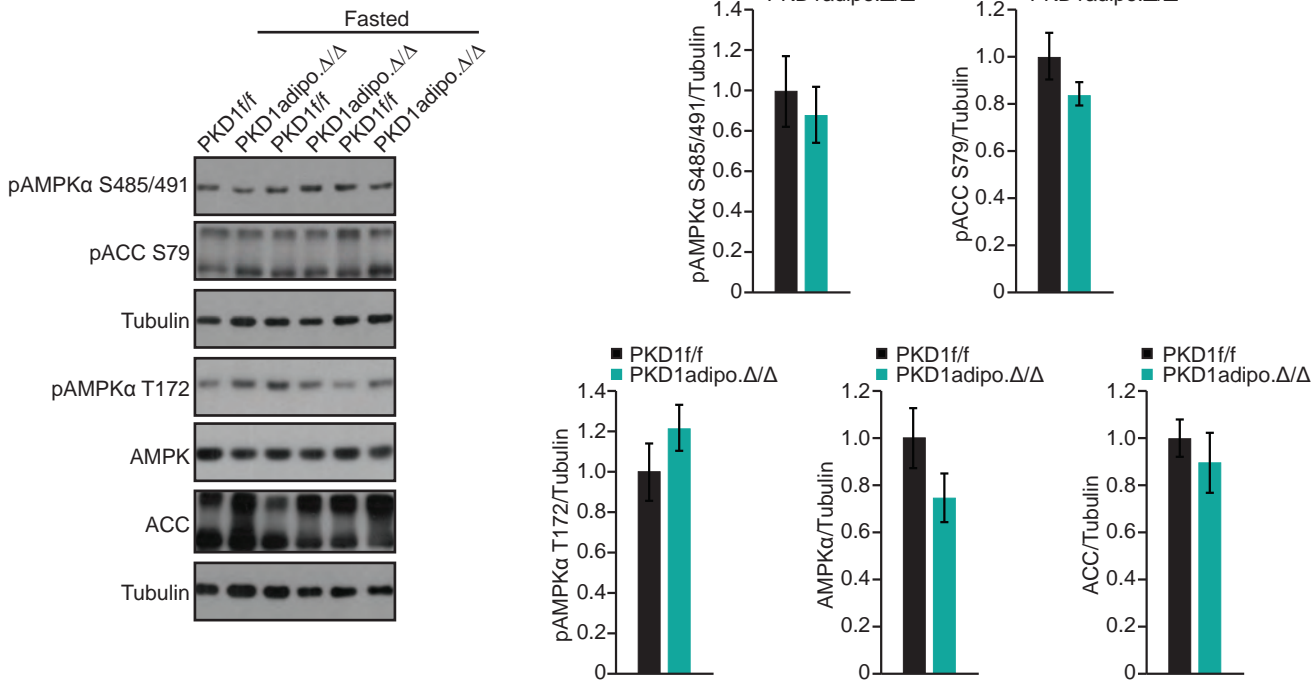 Fasted
PKD1f/f
PKD1adipo.Δ/Δ
PKD1f/f
PKD1adipo.Δ/Δ
PKD1f/f
PKD1adipo.Δ/Δ
pAMPKα S485/491
pACC S79
Tubulin
pAMPKα T172
AMPK
ACC
Tubulin
PKD1adipo.Δ/Δ
pAMPKα S485/491/Tubulin
1.4
1.2
1.0
0.8
0.6
0.4
0.2
0
PKD1adipo.Δ/Δ
pACC S79/Tubulin
1.2
1.0
0.8
0.6
0.4
0.2
0
PKD1f/f
PKD1adipo.Δ/Δ
pAMPKα T172/Tubulin
1.4
1.2
1.0
0.8
0.6
0.4
0.2
0
PKD1f/f
PKD1adipo.Δ/Δ
AMPKα/Tubulin
1.0
0.8
0.6
0.4
0.2
0
PKD1f/f
PKD1adipo.Δ/Δ
ACC/Tubulin
1.0
0.8
0.6
0.4
0.2
0